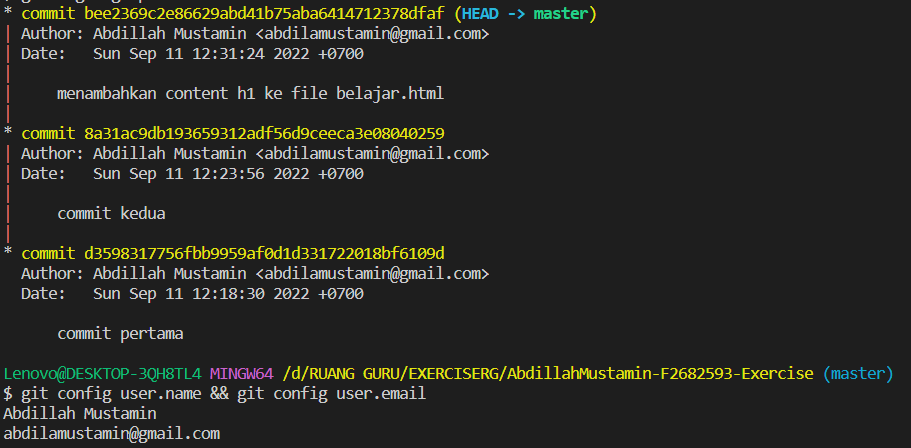 * commit bee2369c2e86629abd41b75aba6414712378dfaf (HEAD -> master)
| Author: Abdillah Mustamin <abdilamustamin@gmail.com>
| Date:   Sun Sep 11 12:31:24 2022 +0700
|
|     menambahkan content h1 ke file belajar.html
|
* commit 8a31ac9db193659312adf56d9ceeca3e08040259
| Author: Abdillah Mustamin <abdilamustamin@gmail.com>
| Date:   Sun Sep 11 12:23:56 2022 +0700
|
|     commit kedua
|
* commit d3598317756fbb9959af0d1d331722018bf6109d
  Author: Abdillah Mustamin <abdilamustamin@gmail.com>
  Date:   Sun Sep 11 12:18:30 2022 +0700
      commit pertama
Lenovo@DESKTOP-3QH8TL4 MINGW64 /d/RUANG GURU/EXERCISERG/AbdillahMustamin-F2682593-Exercise (master)
$ git config user.name && git config user.email
Abdillah Mustamin
abdilamustamin@gmail.com